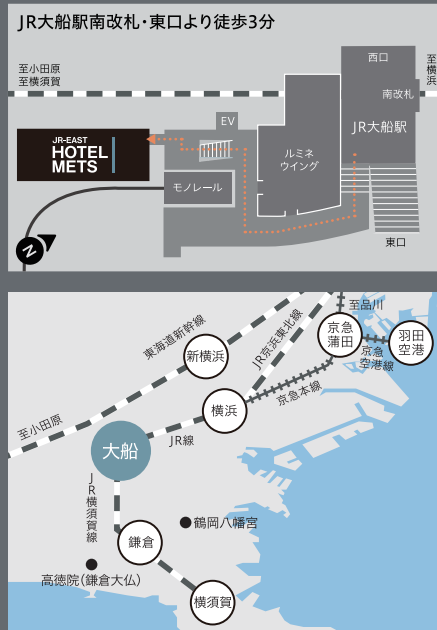 JR大船駅南改札・東口より徒歩3分
至小田原
至横須賀
至横浜
西口
南改札
JR大船駅
EV
JR-EAST
HOTEL
METS
ルミネ
ウイング
モノレール
N
東口
至品川
東海道新幹線
JR京浜東北線
京急
蒲田
羽田
空港
新横浜
京急
空港線
京急本線
横浜
至小田原
JR線
大船
JR横須賀線
鶴岡八幡宮
鎌倉
高徳院(鎌倉大仏)
横須賀